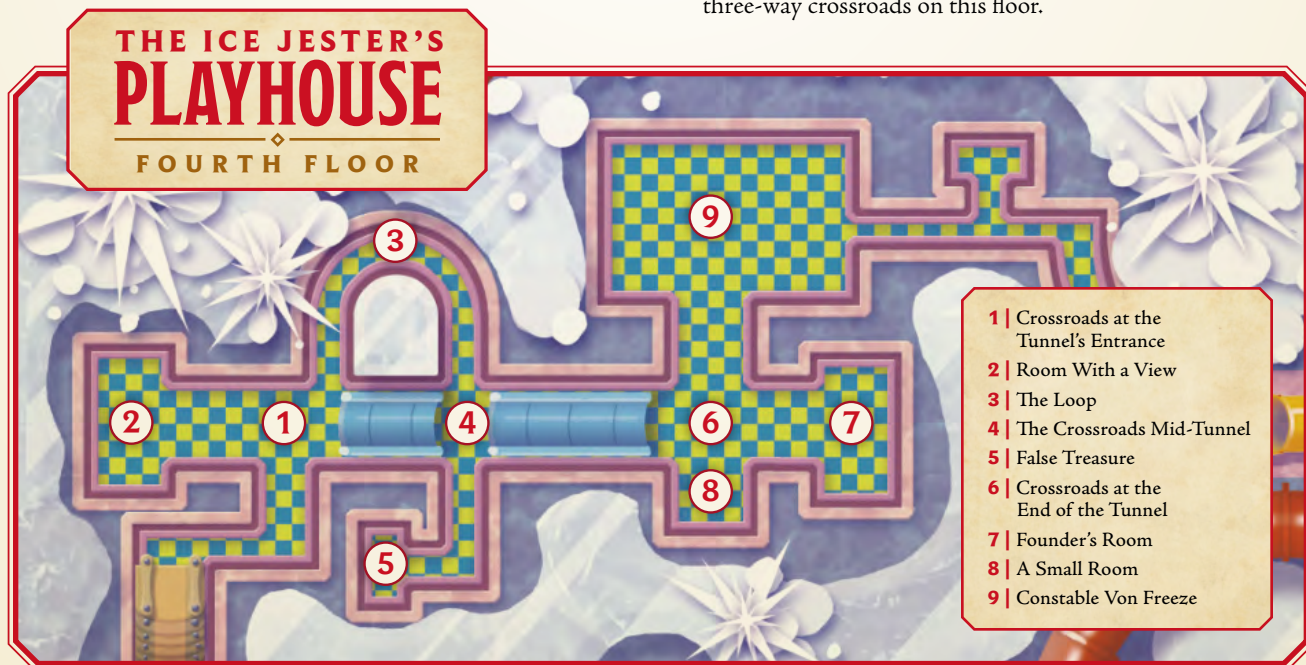 three-way crossroads on this floor.
THE ICE JESTER'S
PLAYHOUSE
FOURTH FLOOR
9
3
2
1
4
6
7
8
5
1 | Crossroads at the
Tunnel's Entrance
2 | Room With a View
3 | The Loop
4 | The Crossroads Mid-Tunnel
5 | False Treasure
6 | Crossroads at the
End of the Tunnel
7 | Founder's Room
8 | A Small Room
9 | Constable Von Freeze